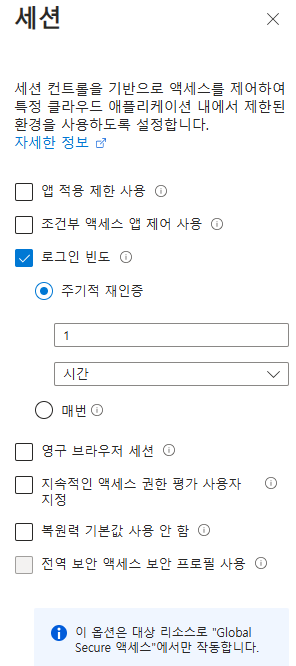 세션
세션 컨트롤을 기반으로 액세스를 제어하여
특정 클라우드 애플리케이션 내에서 제한된
환경을 사용하도록 설정합니다.
자세한 정보
앱 적용 제한 사용
조건부 액세스 앱 제어 사용
로그인 빈도
주기적 재인증
1
시간
매번
영구 브라우저 세션
지속적인 액세스 권한 평가 사용자
지정
복원력 기본값 사용 안 함
전역 보안 액세스 보안 프로필 사용
이 옵션은 대상 리소스로 "Global
Secure 액세스"에서만 작동합니다.